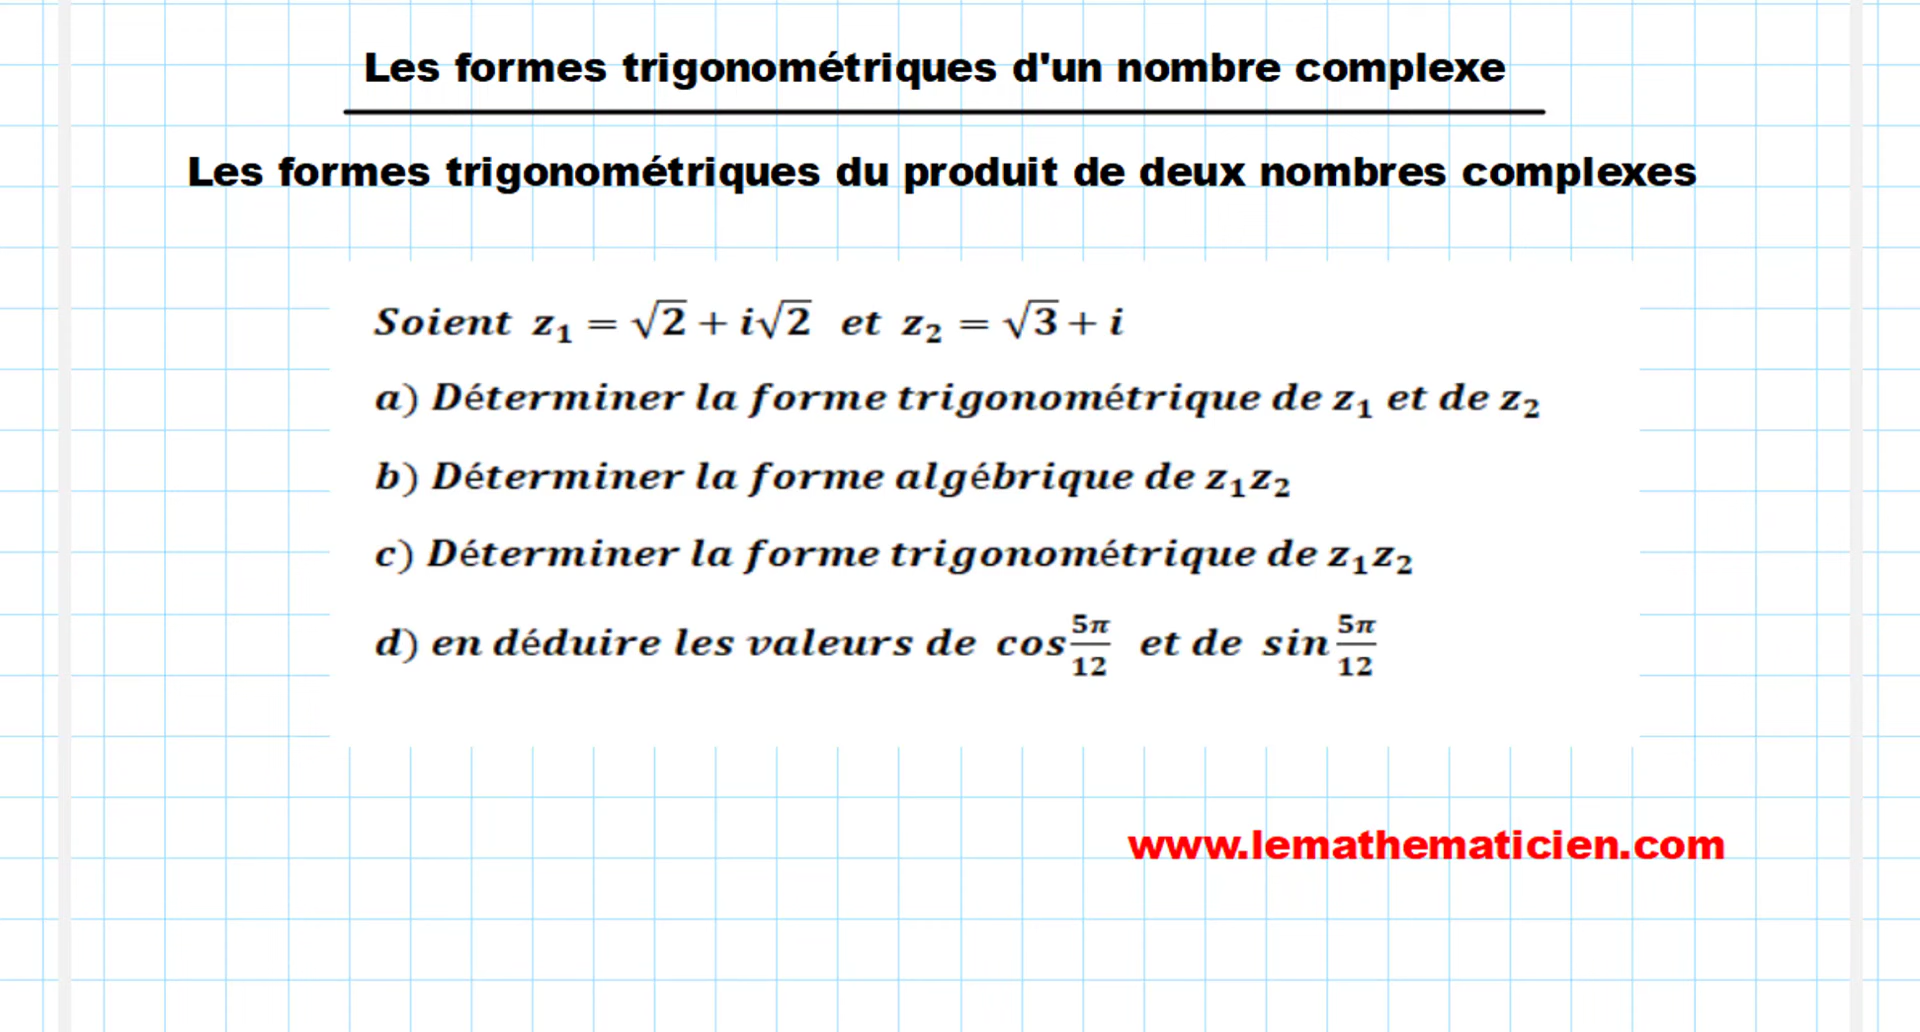 Les formes trigonométriques d'un nombre complexe
Les formes trigonométriques du produit de deux nombres complexes
Soient z₁ = √2 + i√2 et z₂ = √3 + i
a) Déterminer la forme trigonométrique de z₁ et de z₂
b) Déterminer la forme algébrique de z₁z₂
c) Déterminer la forme trigonométrique de z₁z₂
d) en déduire les valeurs de cos 5π/12 et de sin 5π/12
www.lemathematicien.com